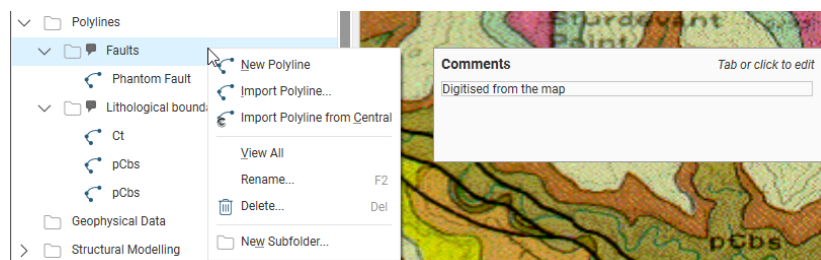 Polylines
Faults
Phantom Fault
Lithological bounda
Ct
pCbs
pCbs
Geophysical Data
Structural Modelling
New Polyline
Import Polyline...
Import Polyline from Central
View All
Rename... F2
Delete... Del
New Subfolder...
Sturdevant
Point
Comments Tab or click to edit
Digitised from the map
pCbs